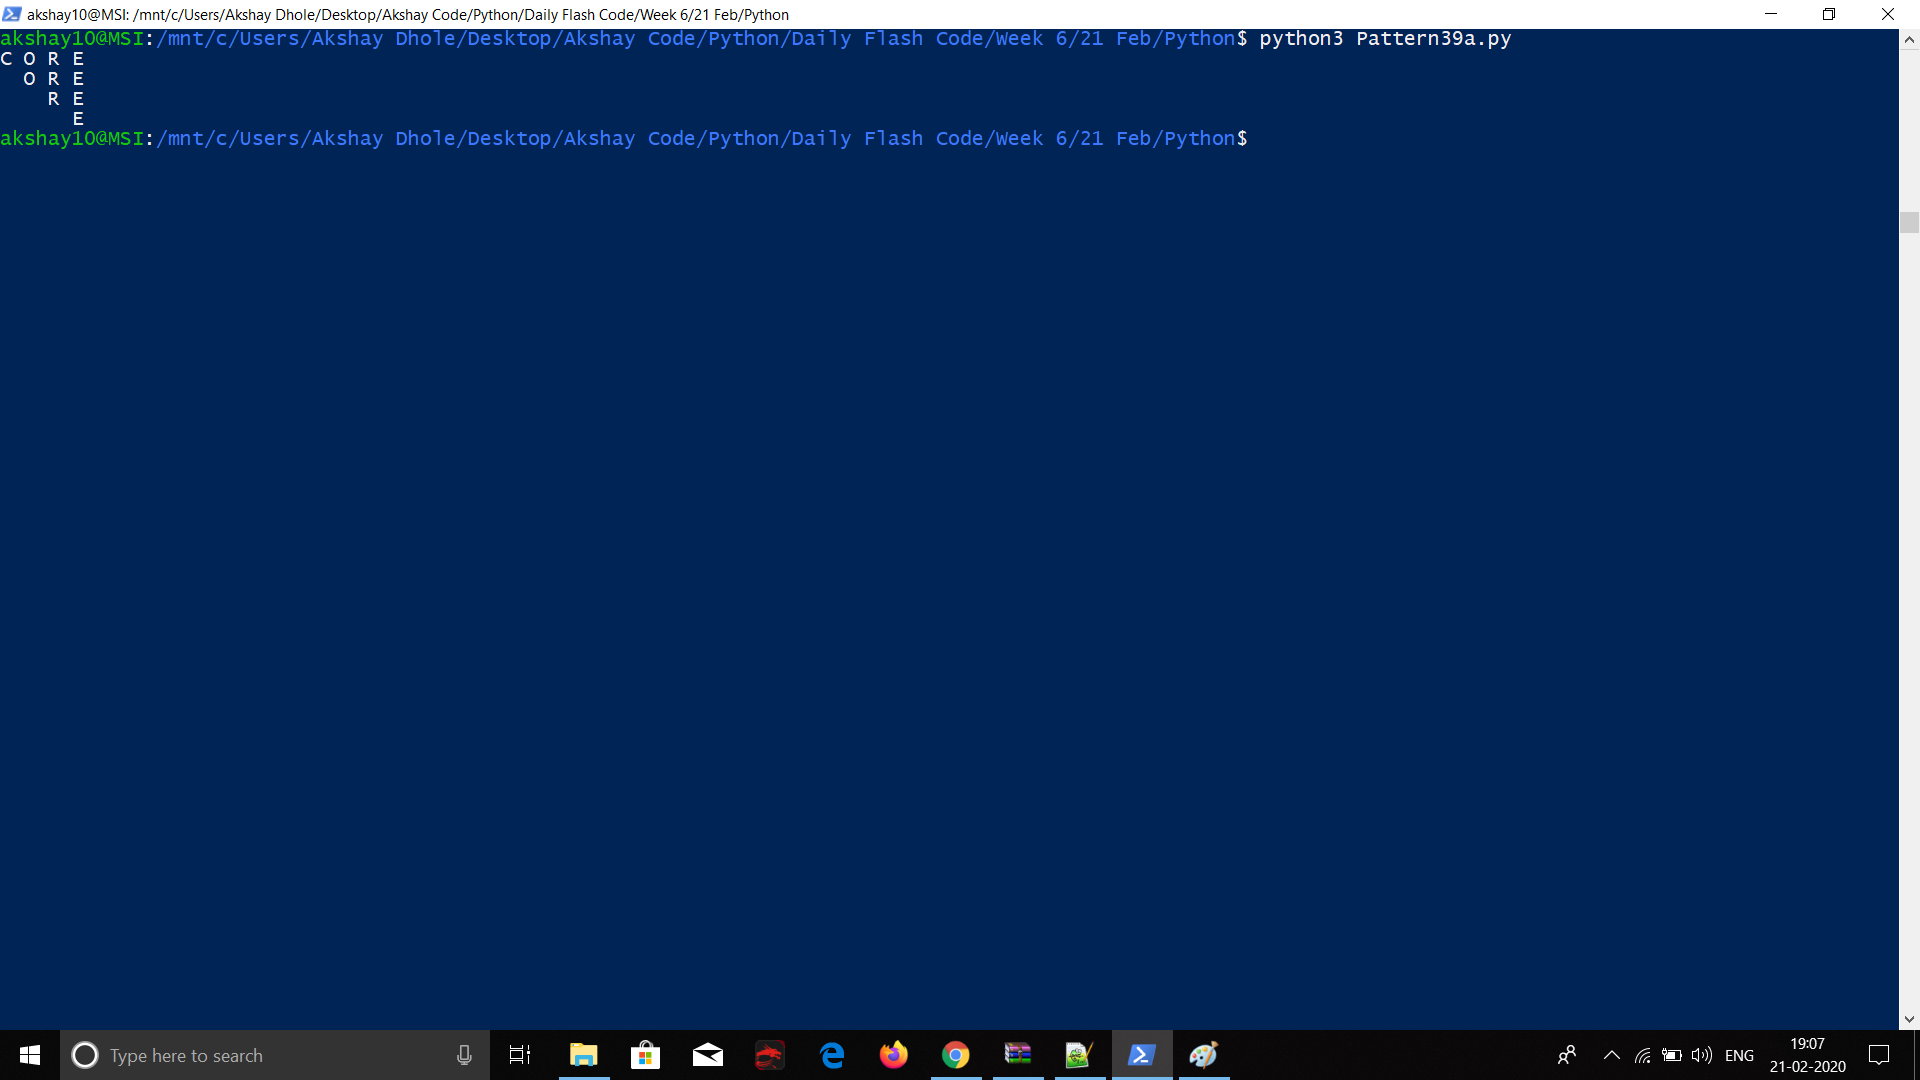 akshay10@MSI: /mnt/c/Users/Akshay Dhole/Desktop/Akshay Code/Python/Daily Flash Code/Week 6/21 Feb/Python
akshay10@MSI:/mnt/c/Users/Akshay Dhole/Desktop/Akshay Code/Python/Daily Flash Code/Week 6/21 Feb/Python$ python3 Pattern39a.py
C O R E
  O R E
    R E
      E
akshay10@MSI:/mnt/c/Users/Akshay Dhole/Desktop/Akshay Code/Python/Daily Flash Code/Week 6/21 Feb/Python$
Type here to search
ENG
19:07
21-02-2020